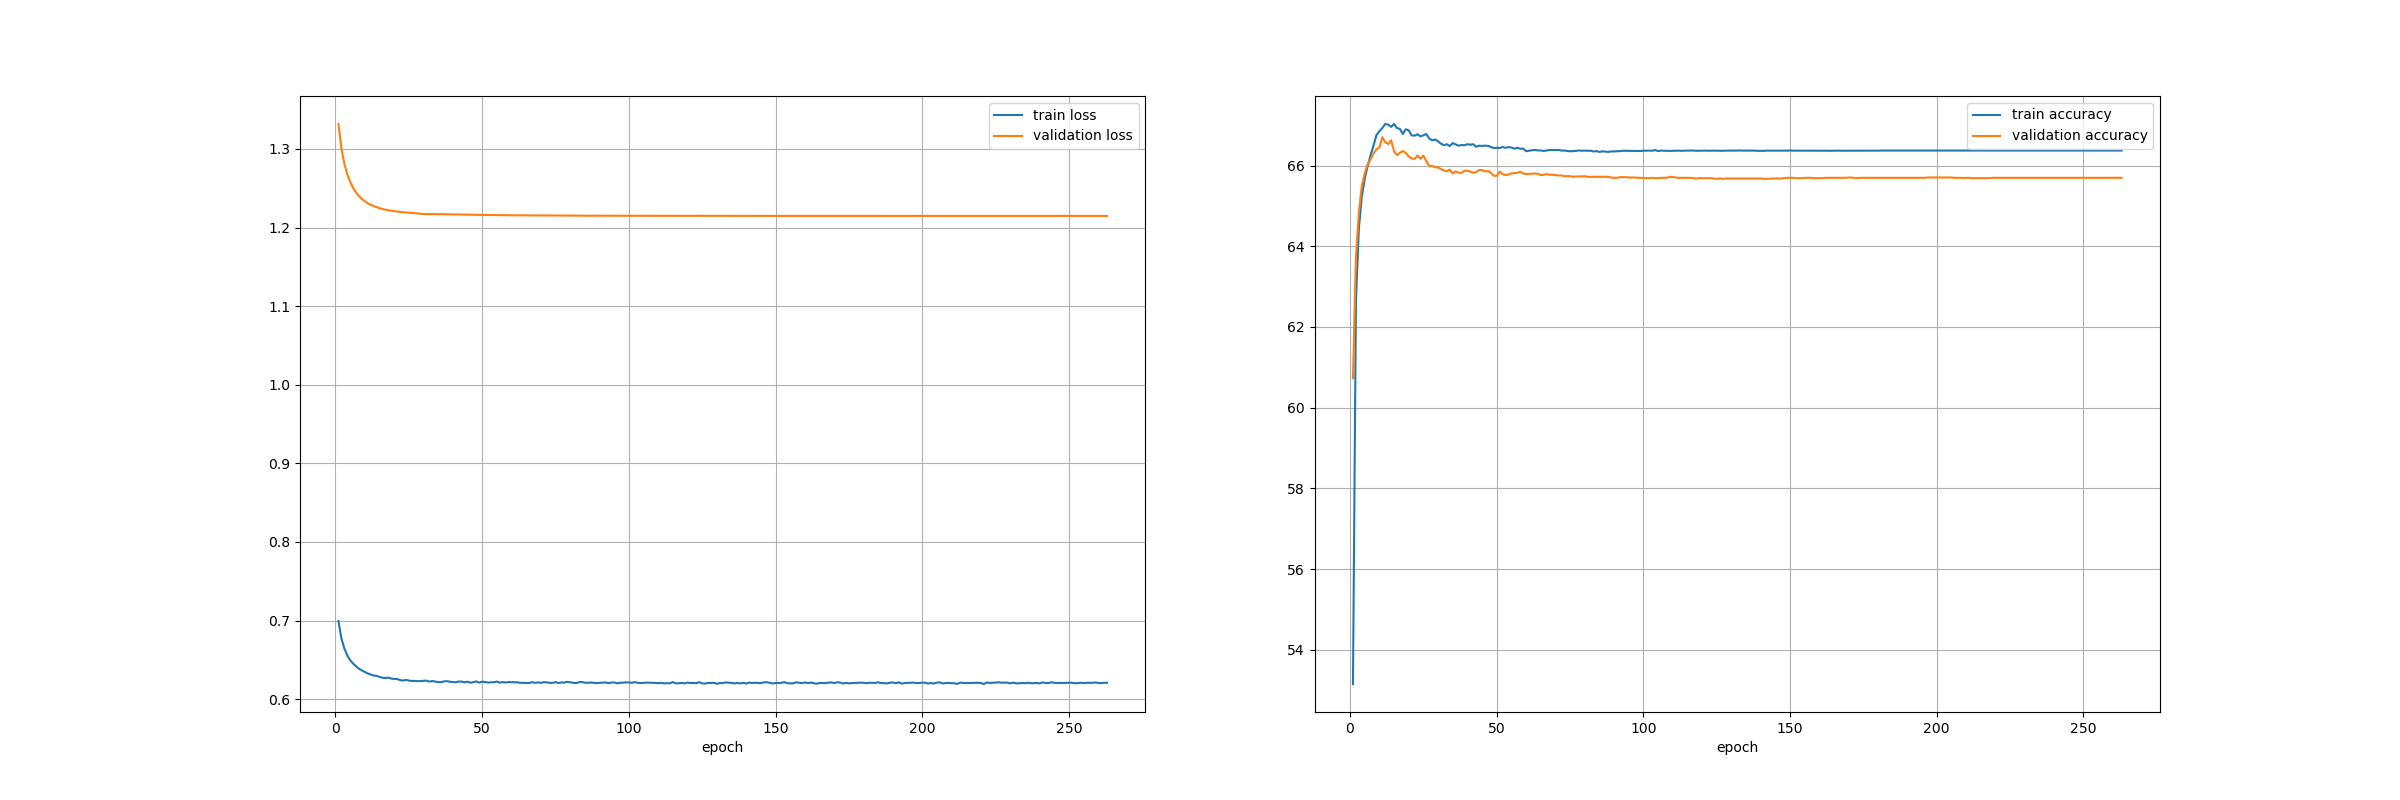 train loss
validation loss
1.3
1.2
1.1
1.0
0.9
0.8
0.7
0.6
0 50 100 150 200 250
epoch
train accuracy
validation accuracy
66
64
62
60
58
56
54
0 50 100 150 200 250
epoch